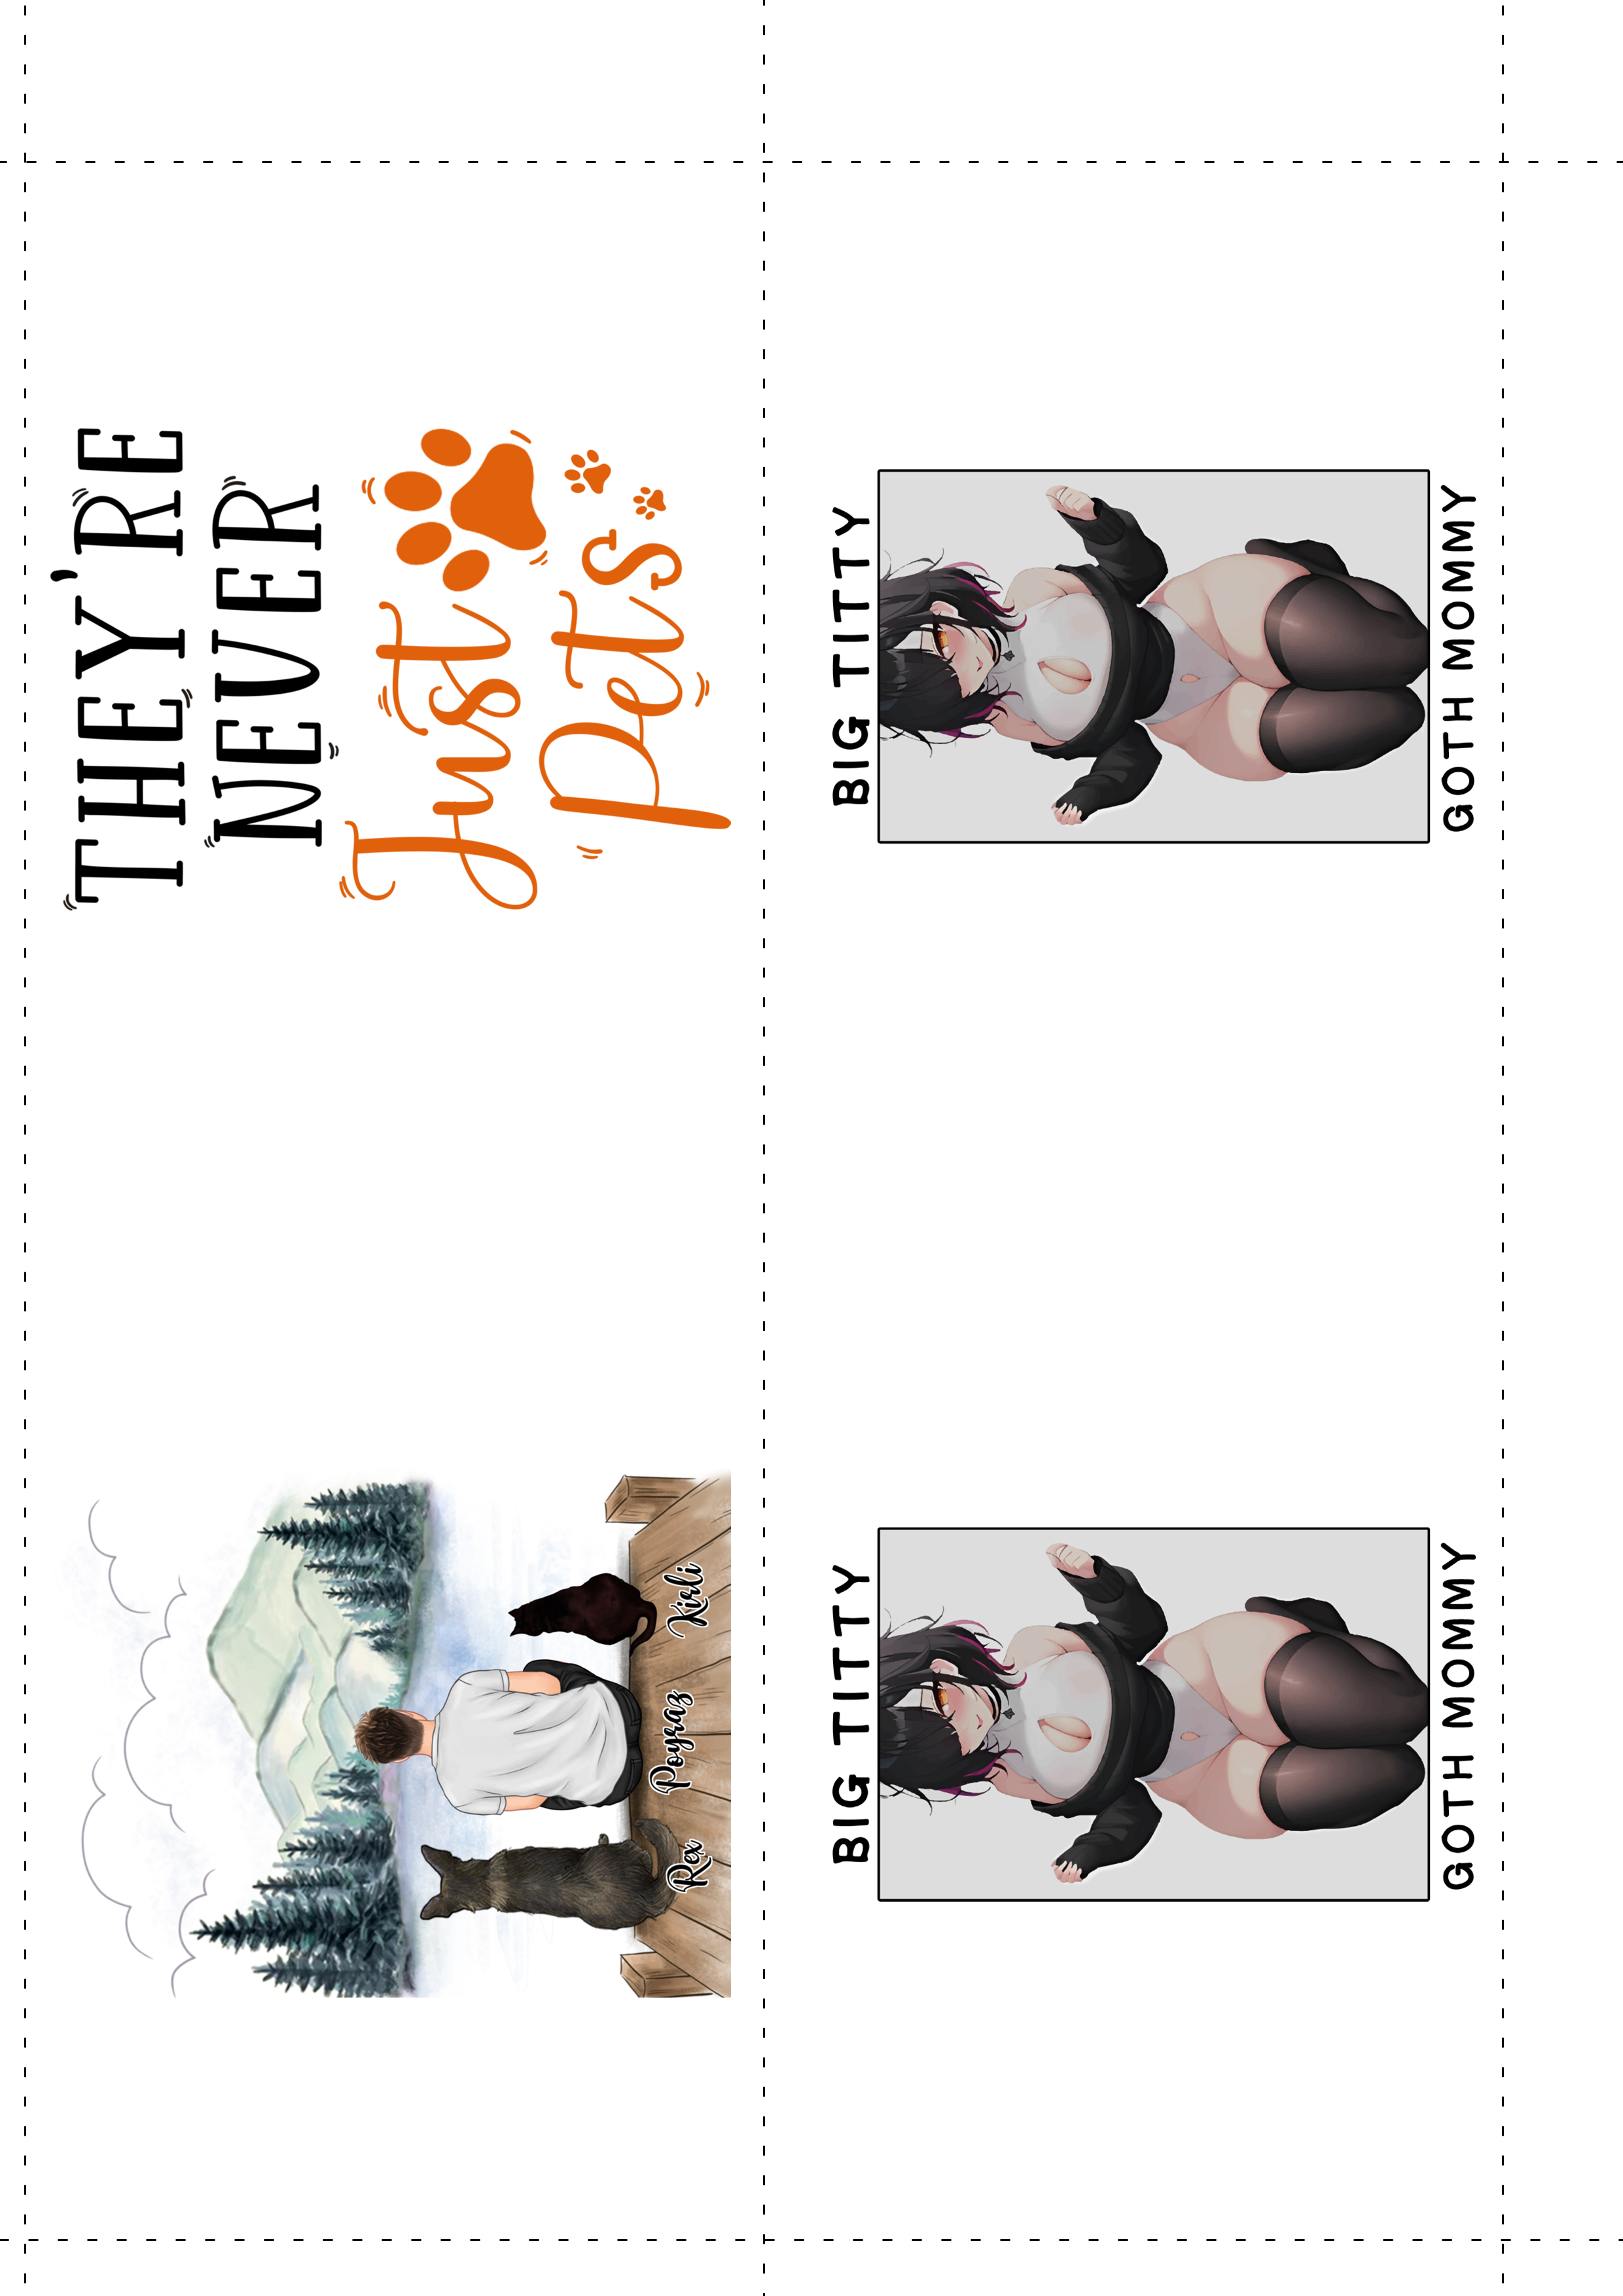 THEY'RE
NEVER
Just
Pets
Rex Poyraz Kirli
BIG TITTY
GOTH MOMMY
BIG TITTY
GOTH MOMMY